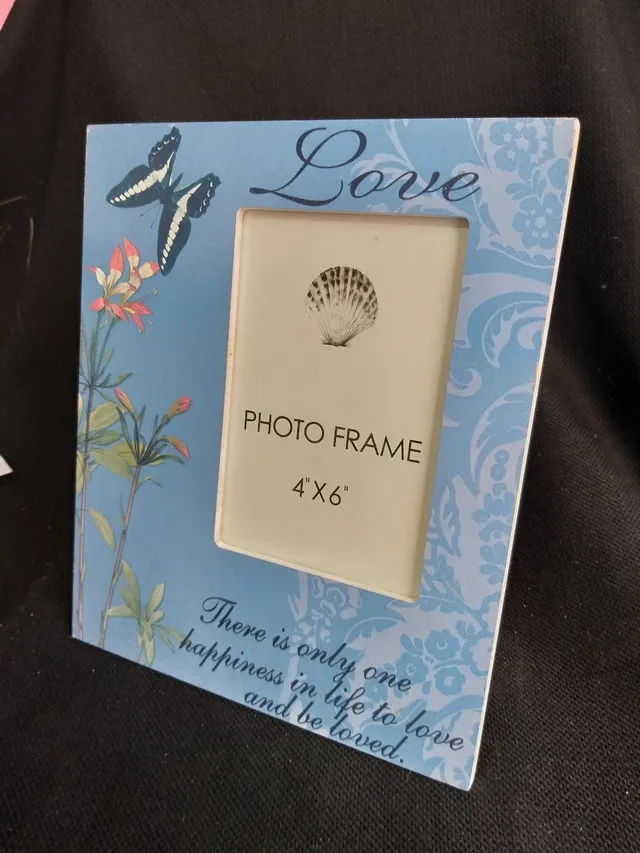 Love
PHOTO FRAME
4"X6"
There is only one
happiness in life to love
and be loved.